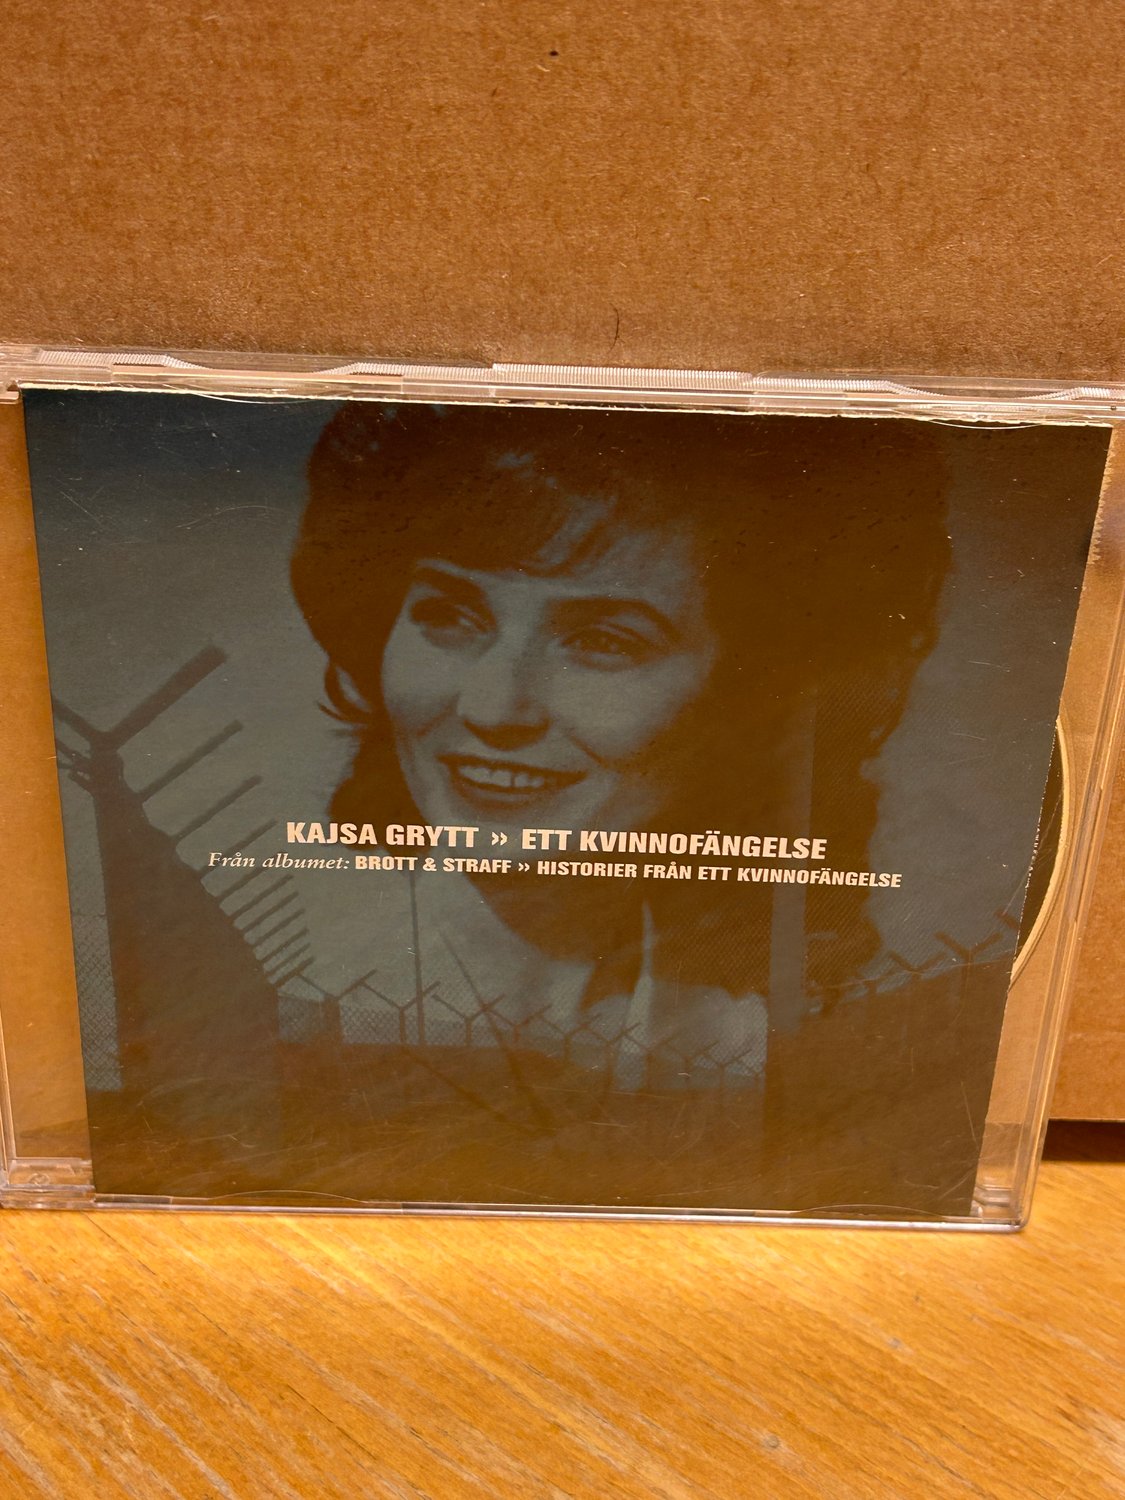 KAJSA GRYTT » ETT KVINNOFÄNGELSE
Från albumet: BROTT & STRAFF » HISTORIER FRÅN ETT KVINNOFÄNGELSE